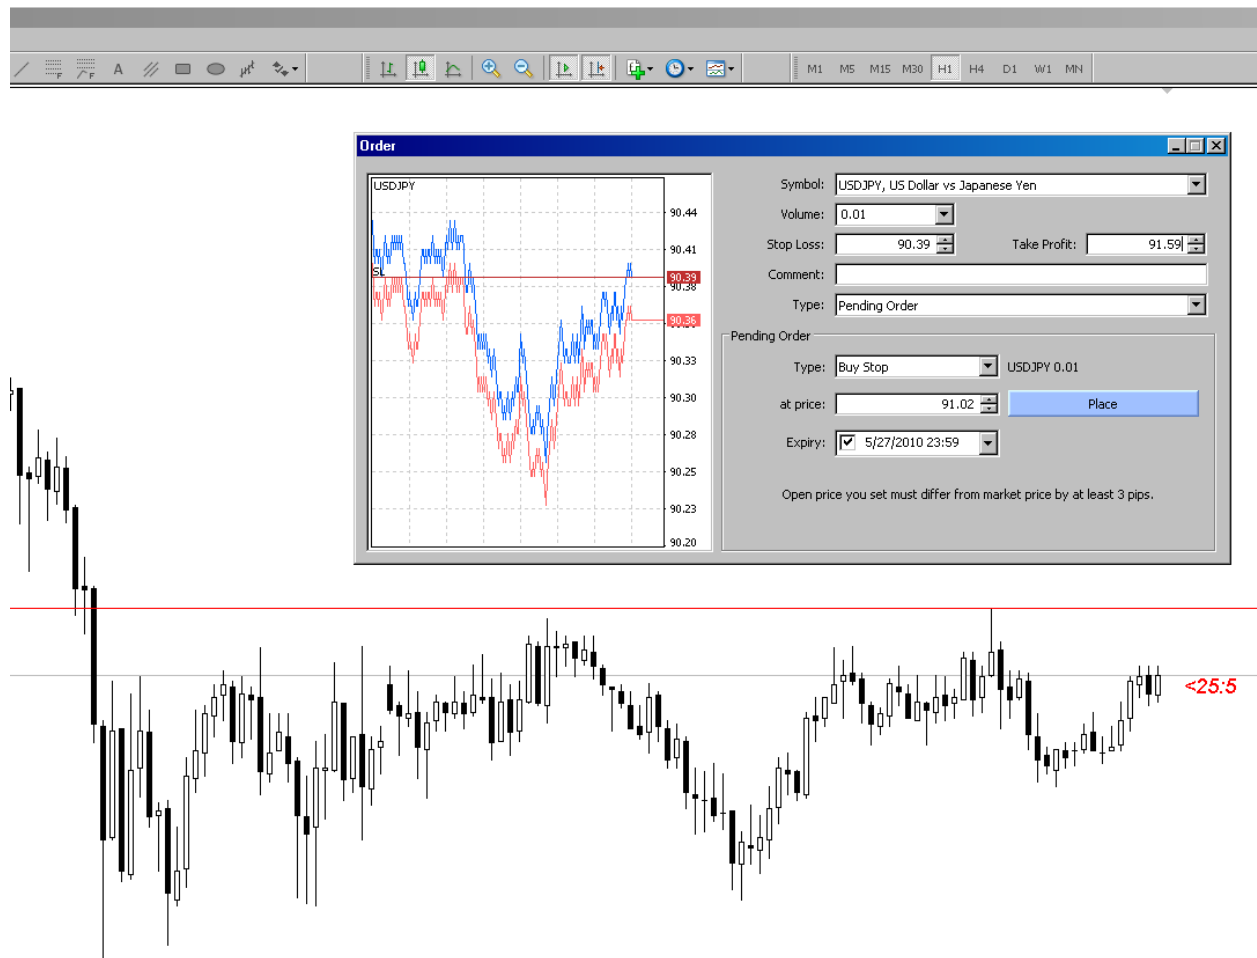 F F A M1 M5 M15 M30 H1 H4 D1 W1 MN
Order
USDJPY
90.44
90.41
SL
90.39
90.38
90.36
90.33
90.30
90.28
90.25
90.23
90.20
Symbol: USDJPY, US Dollar vs Japanese Yen
Volume: 0.01
Stop Loss: 90.39 Take Profit: 91.59
Comment:
Type: Pending Order
Pending Order
Type: Buy Stop USDJPY 0.01
at price: 91.02 Place
Expiry: 5/27/2010 23:59
Open price you set must differ from market price by at least 3 pips.
<25:5